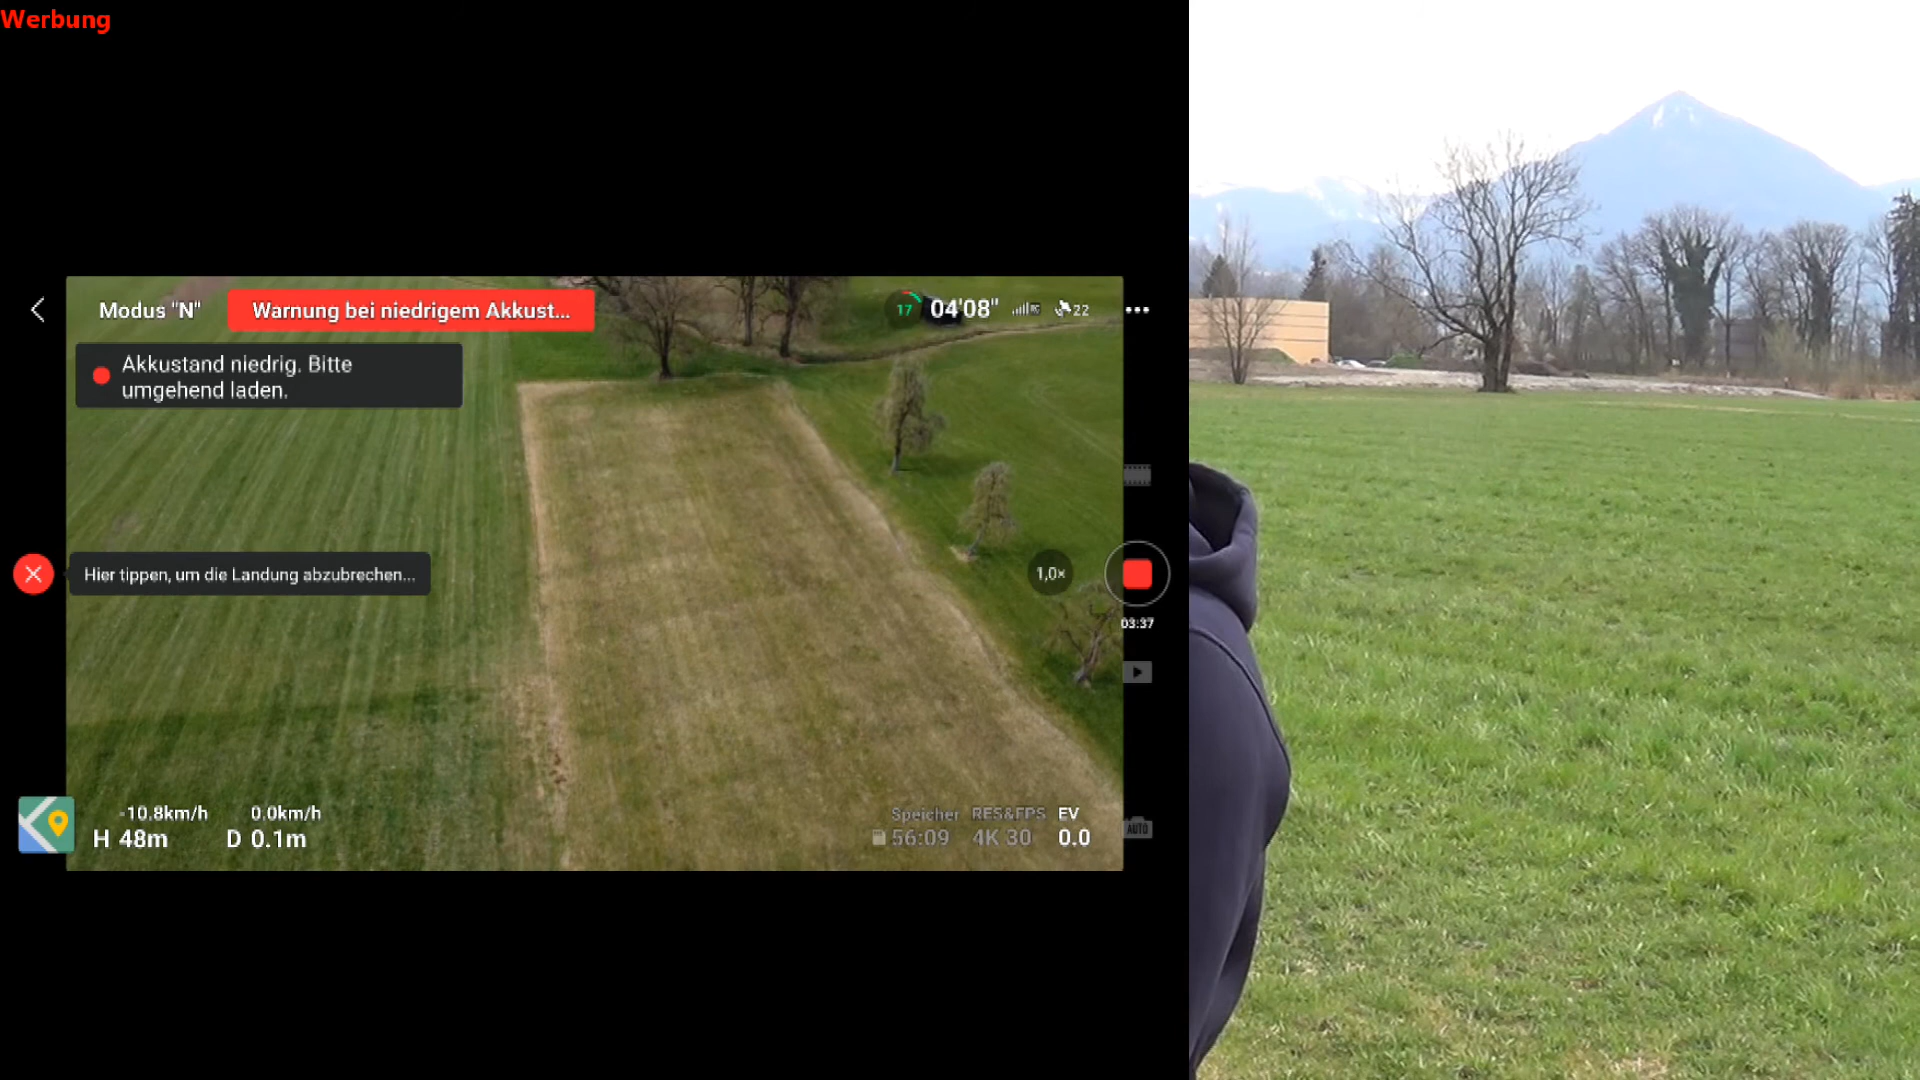 Werbung
Modus "N"
Warnung bei niedrigem Akkust...
17
04'08"
22
Akkustand niedrig. Bitte
umgehend laden.
Hier tippen, um die Landung abzubrechen...
1,0×
03:37
-10.8km/h
0.0km/h
H 48m
D 0.1m
Speicher
RES&FPS
EV
56:09
4K 30
0.0
AUTO